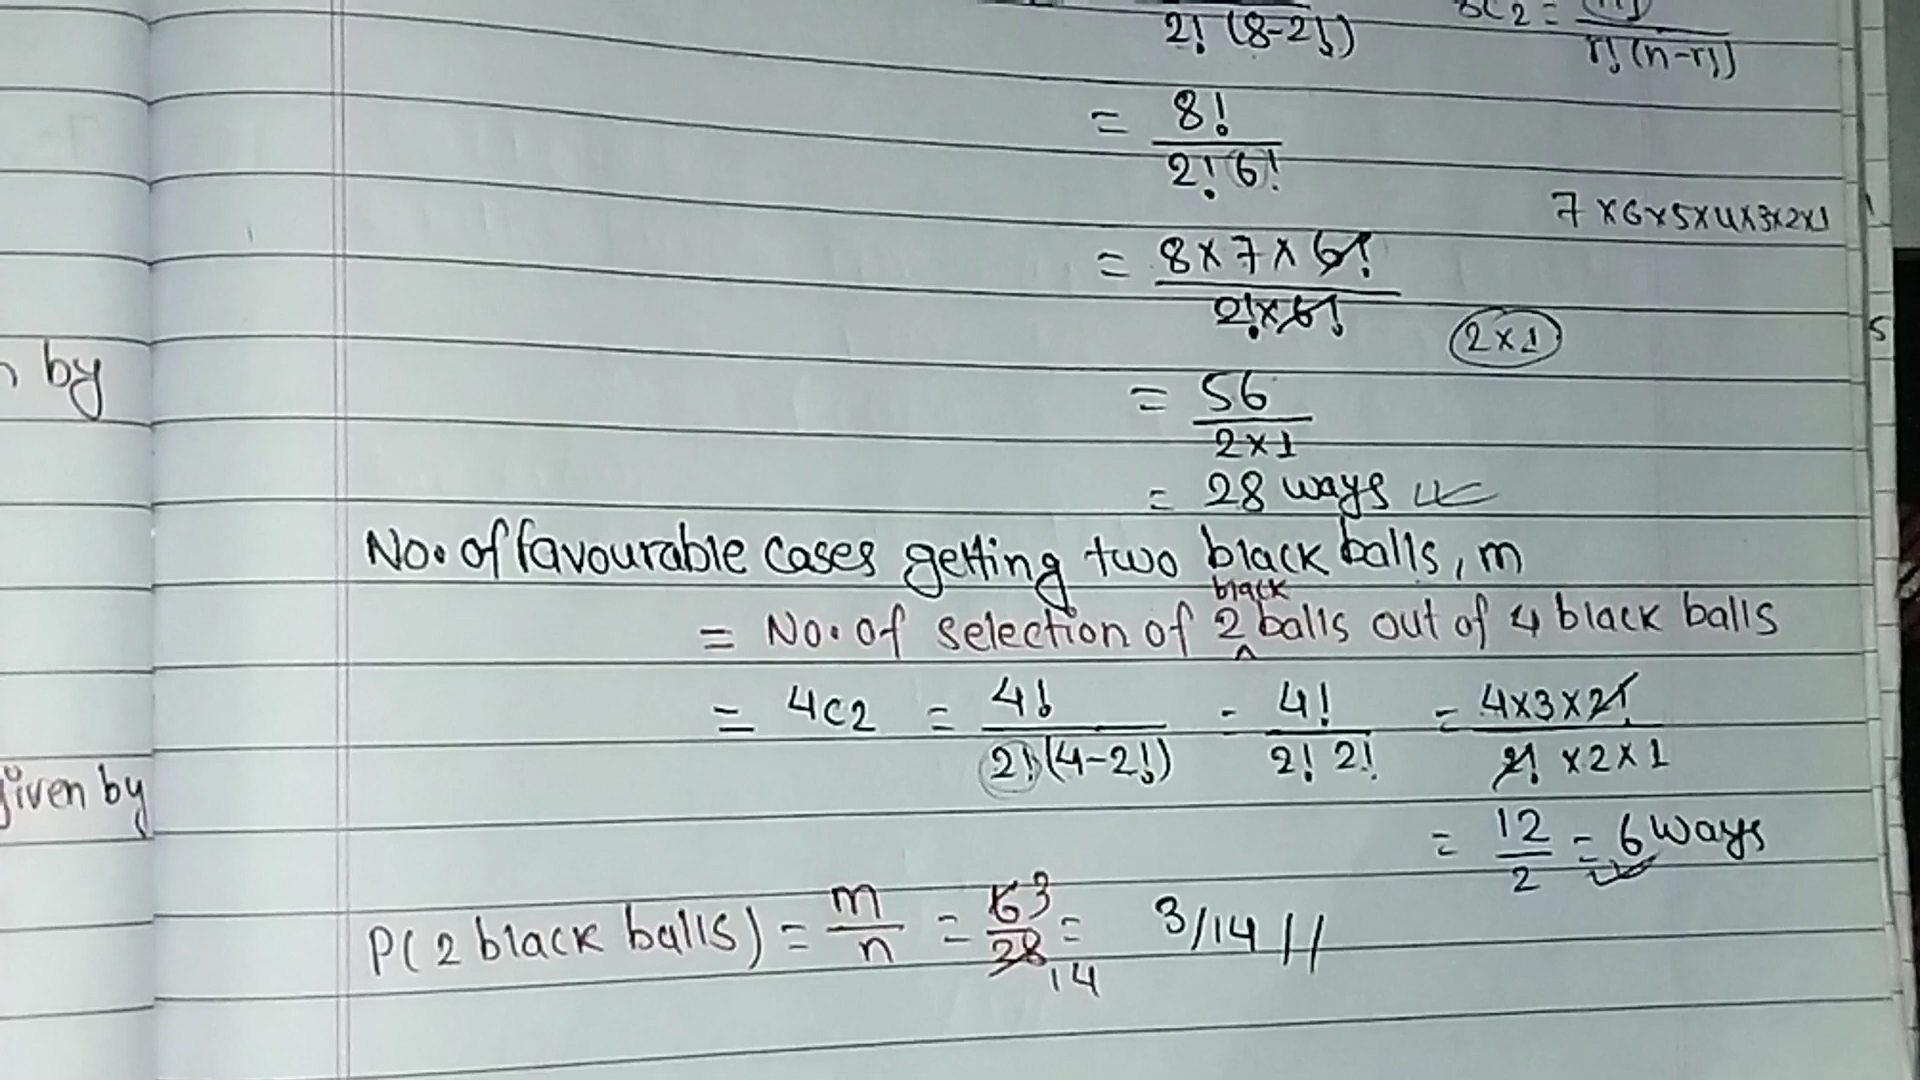 2! (8-2!)
8C2 =
r! (n-r!)
= 8!
2! 6!
7×6×5×4×3×2×1
= 8×7×6!
2!×6!
2×1
by
= 56
2×1
= 28 ways
No. of favourable cases getting two black balls, m
black
= No. of selection of 2 balls out of 4 black balls
= 4C2 = 4! = 4! = 4×3×2!
2!(4-2!) 2! 2! 2! ×2×1
given by
= 12 = 6 ways
2
P(2 black balls) = m = 6 3 = 3/14 //
n 28 14